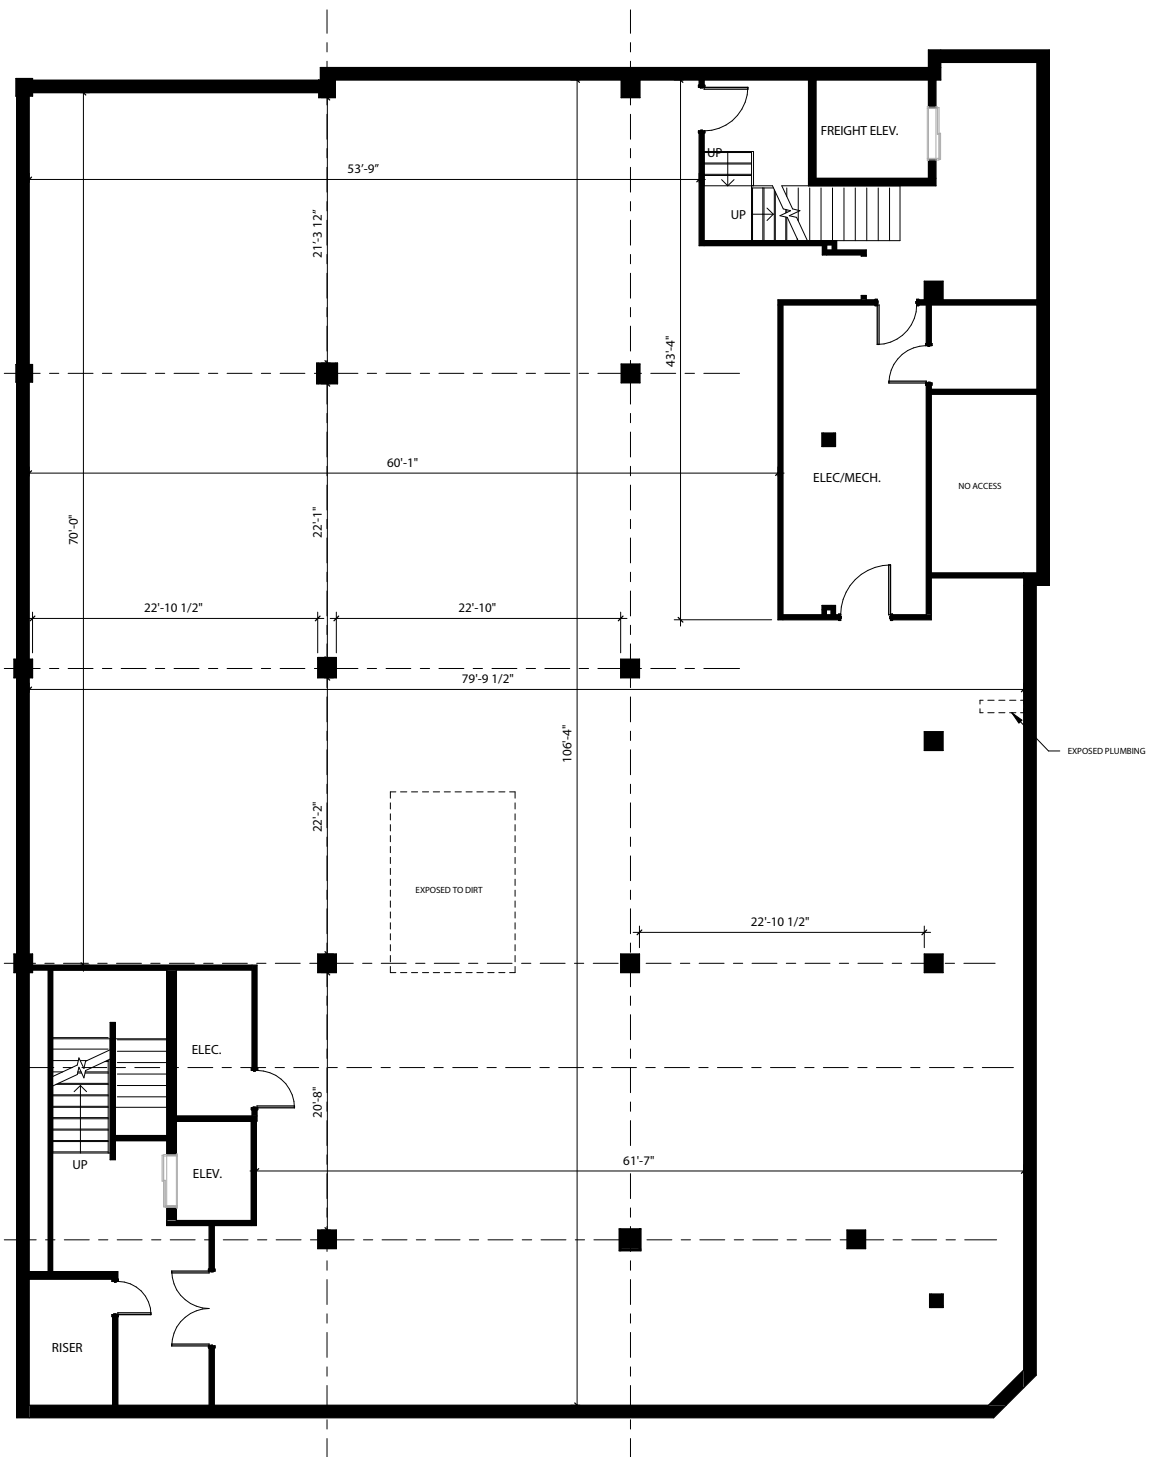 FREIGHT ELEV.
UP
53'-9"
UP
21'-3 12"
43'-4"
60'-1"
ELEC/MECH.
NO ACCESS
70'-0"
22'-1"
22'-10 1/2"
22'-10"
79'-9 1/2"
106'-4"
EXPOSED PLUMBING
22'-2"
EXPOSED TO DIRT
22'-10 1/2"
ELEC.
20'-8"
61'-7"
UP
ELEV.
RISER